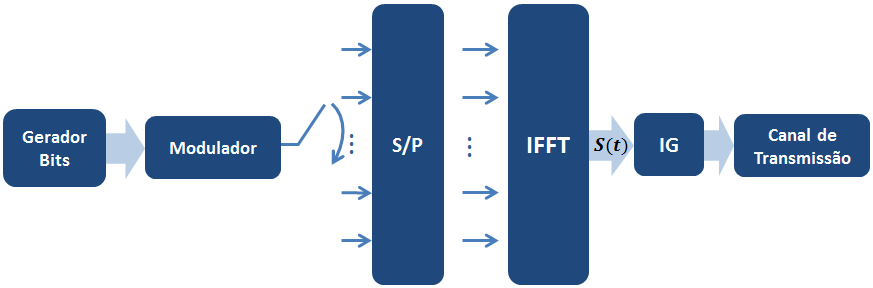 Gerador
Bits
Modulador
S/P
IFFT
S(t)
IG
Canal de
Transmissão